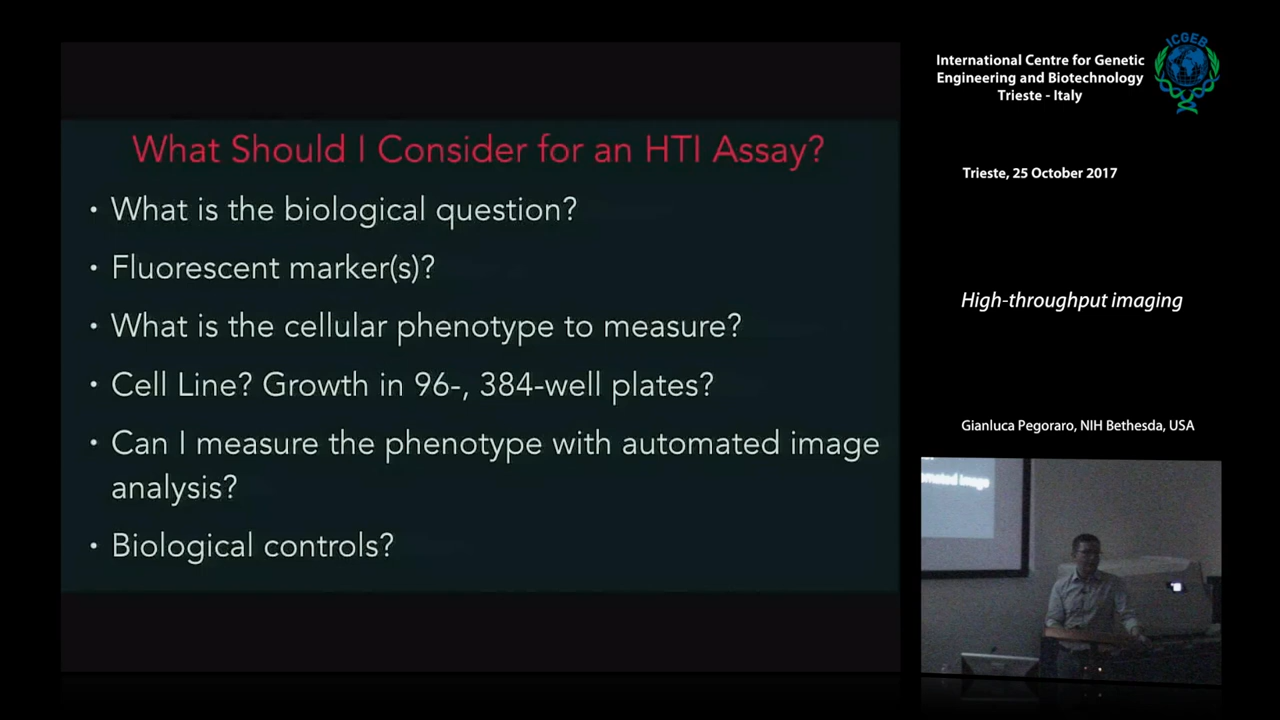 What Should I Consider for an HTI Assay?
• What is the biological question?
• Fluorescent marker(s)?
• What is the cellular phenotype to measure?
• Cell Line? Growth in 96-, 384-well plates?
• Can I measure the phenotype with automated image
analysis?
• Biological controls?
ICGEB
International Centre for Genetic
Engineering and Biotechnology
Trieste - Italy
Trieste, 25 October 2017
High-throughput imaging
Gianluca Pegoraro, NIH Bethesda, USA